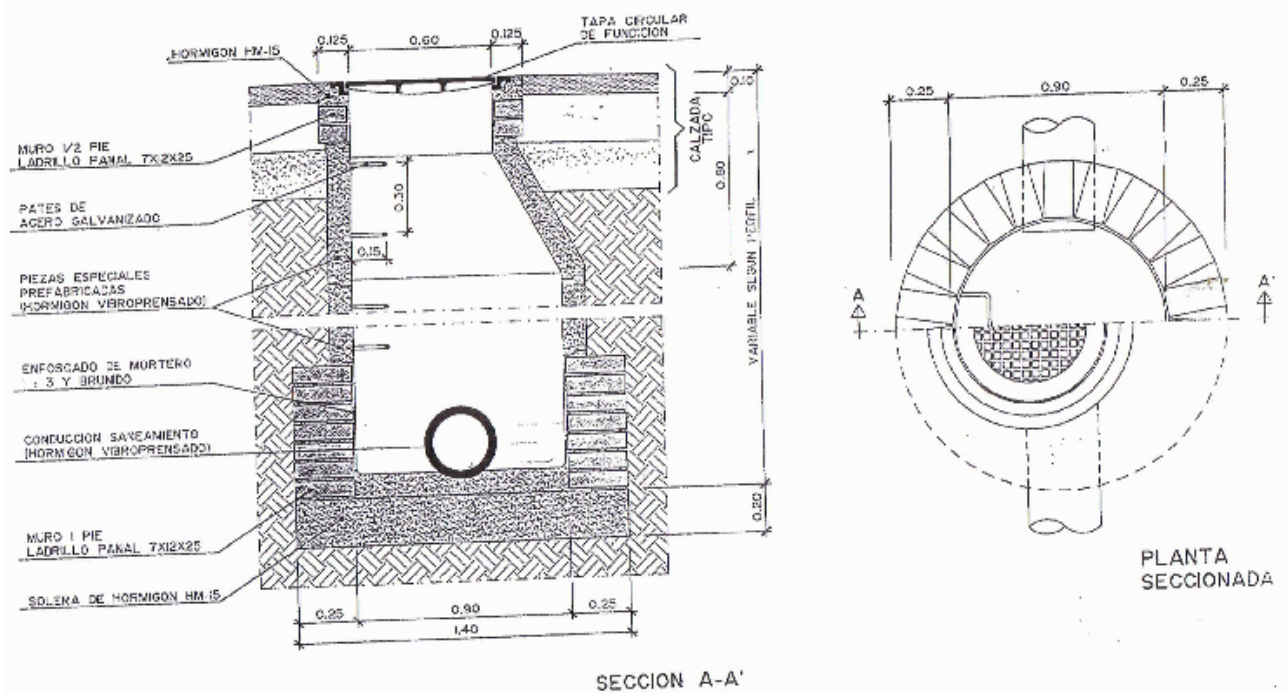 TAPA CIRCULAR
DE FUNDICION
HORMIGON HM-15
0.125
0.60
0.125
MURO 1/2 PIE
LADRILLO PANAL 7X12X25
PATES DE
ACERO GALVANIZADO
PIEZAS ESPECIALES
PREFABRICADAS
(HORMIGON VIBROPRENSADO)
ENFOSCADO DE MORTERO
1:3 Y BRUÑIDO
CONDUCCION SANEAMIENTO
(HORMIGON VIBROPRENSADO)
MURO 1 PIE
LADRILLO PANAL 7X12X25
SOLERA DE HORMIGON HM-15
0.30
0.15
CALZADA
TIPO
0.10
0.80
VARIABLE SEGUN PERFIL
0.20
0.25
0.90
0.25
1.40
SECCION A-A'
0.25
0.90
0.25
A
A'
PLANTA
SECCIONADA